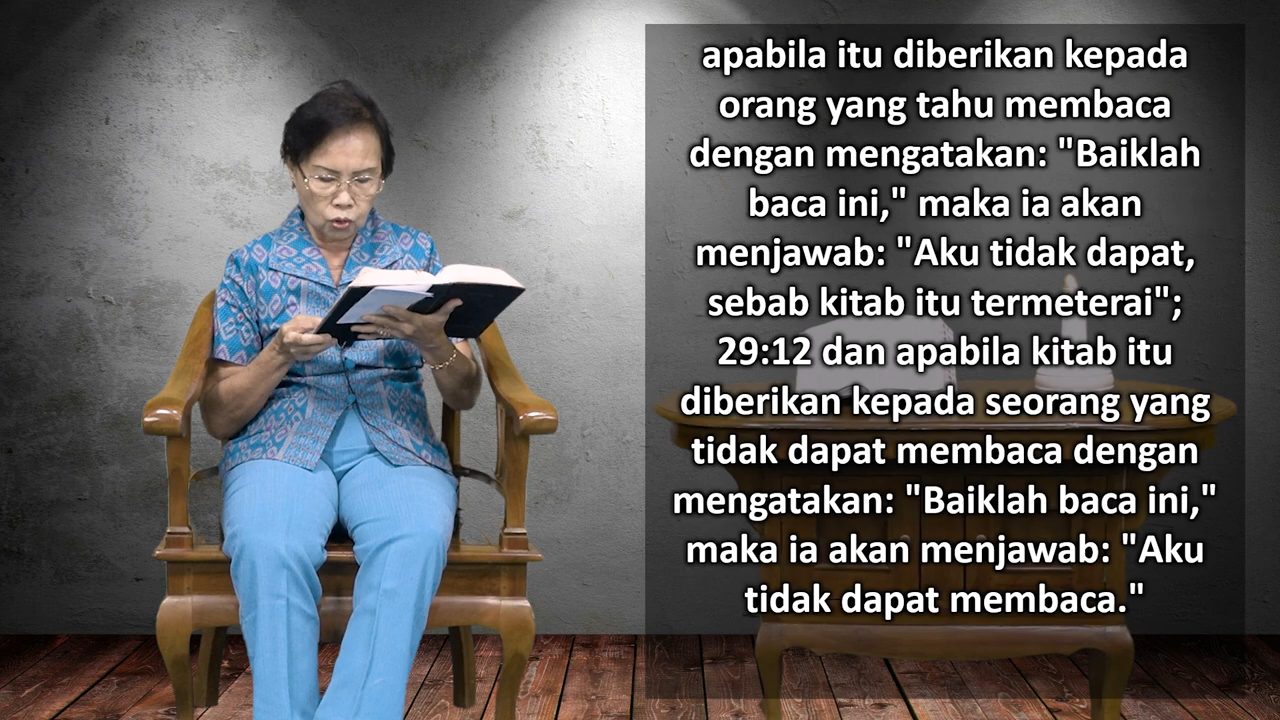 apabila itu diberikan kepada
orang yang tahu membaca
dengan mengatakan: "Baiklah
baca ini," maka ia akan
menjawab: "Aku tidak dapat,
sebab kitab itu termeterai";
29:12 dan apabila kitab itu
diberikan kepada seorang yang
tidak dapat membaca dengan
mengatakan: "Baiklah baca ini,"
maka ia akan menjawab: "Aku
tidak dapat membaca."